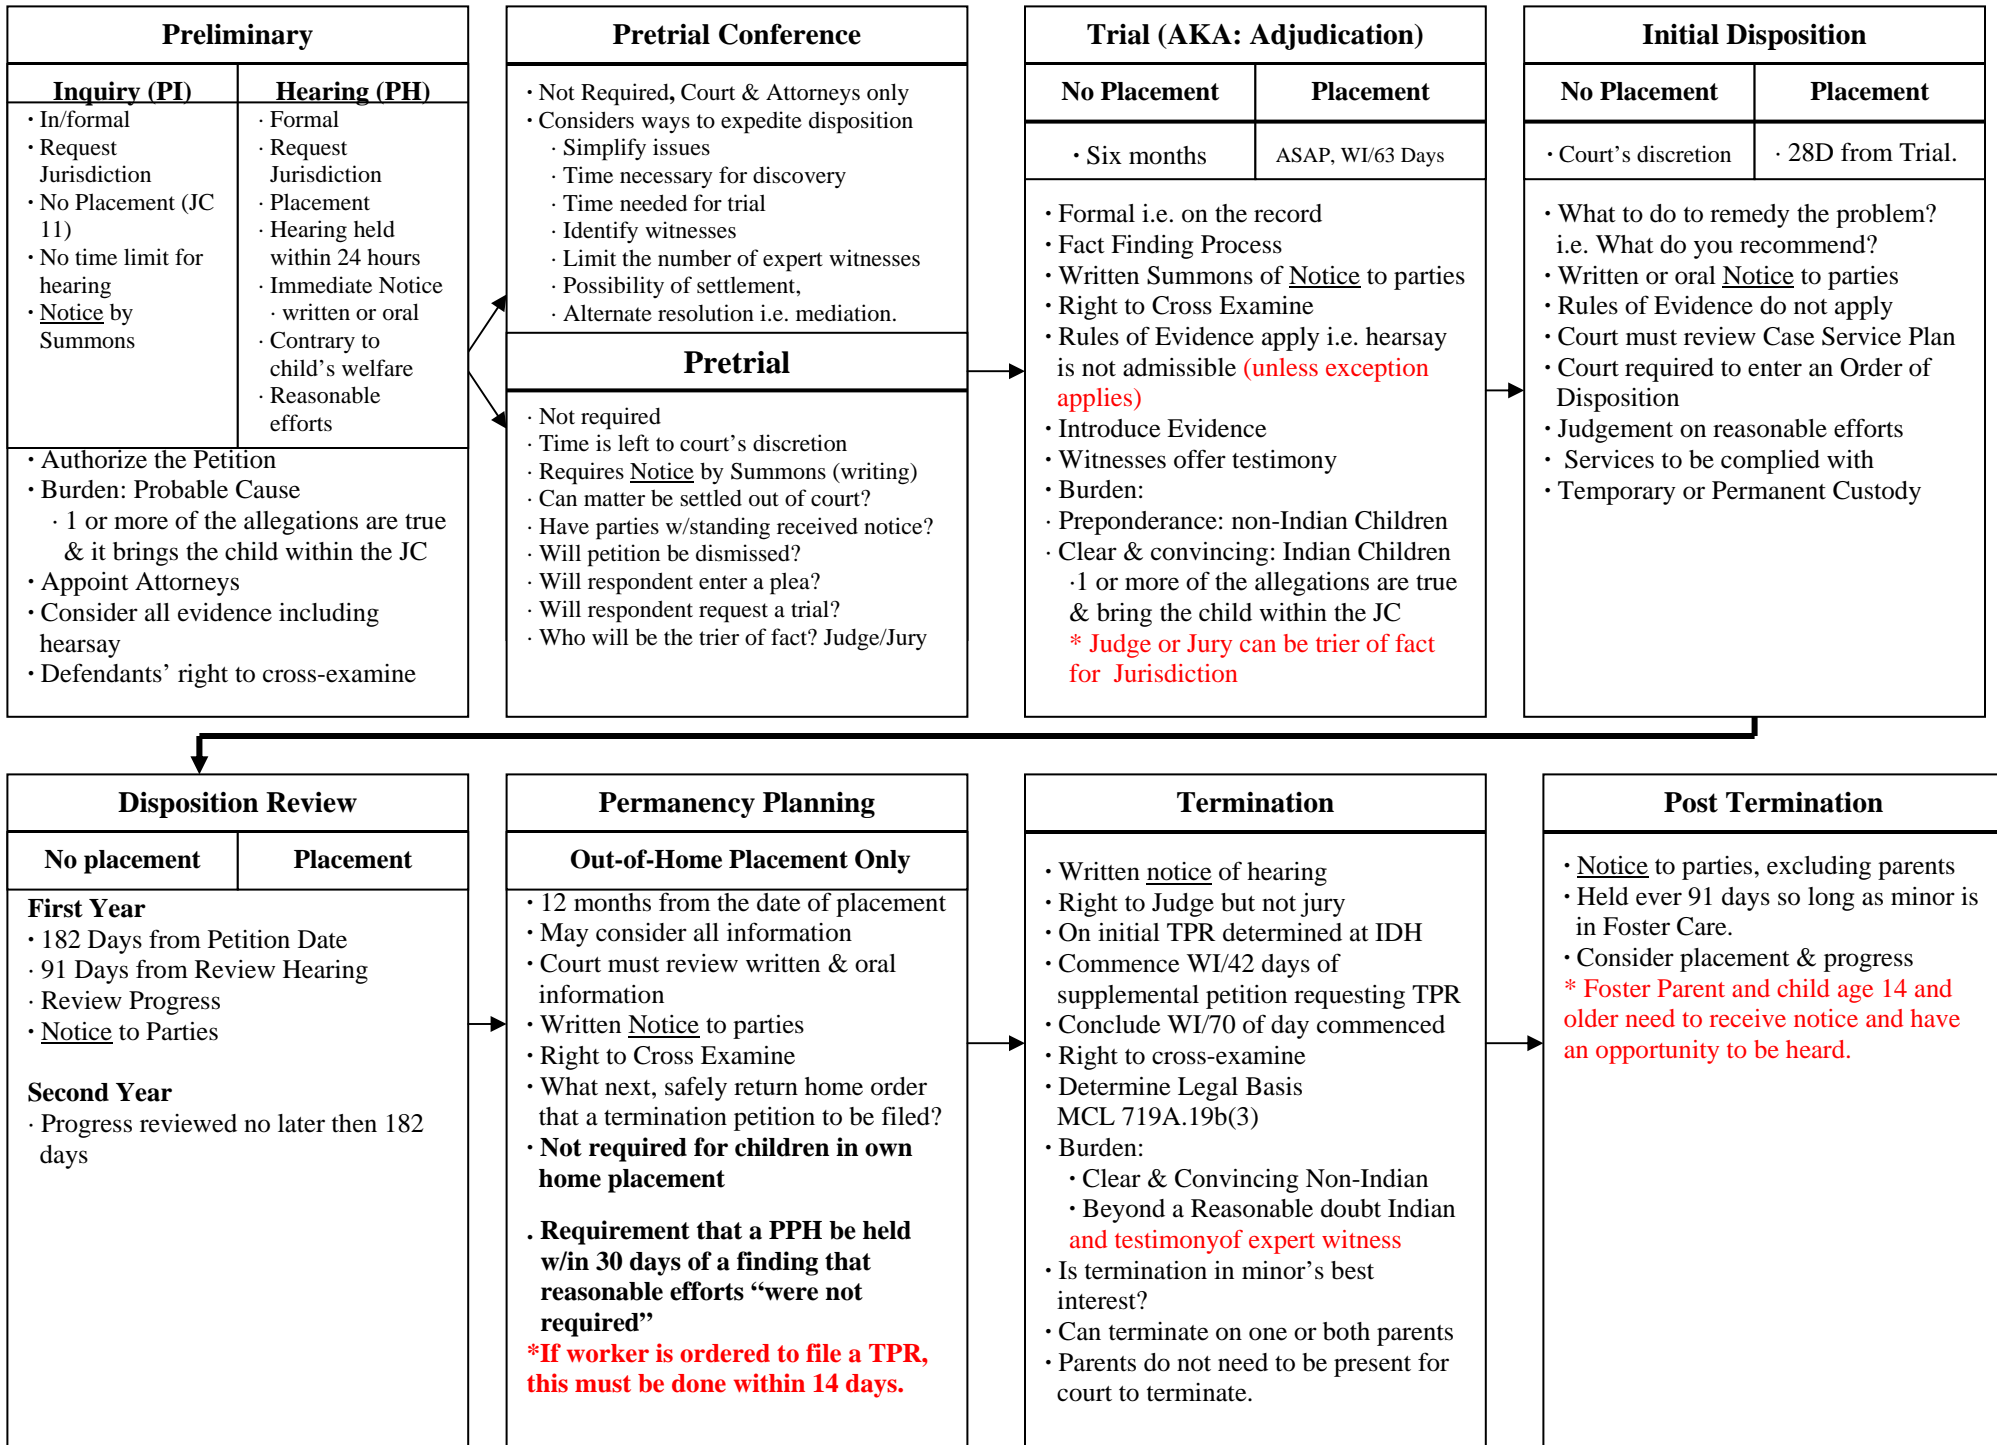 Preliminary
Inquiry (PI)
· In/formal
· Request
Jurisdiction
· No Placement (JC
11)
· No time limit for
hearing
· Notice by
Summons
Hearing (PH)
· Formal
· Request
Jurisdiction
· Placement
· Hearing held
within 24 hours
· Immediate Notice
· written or oral
· Contrary to
child’s welfare
· Reasonable
efforts
· Authorize the Petition
· Burden: Probable Cause
· 1 or more of the allegations are true
& it brings the child within the JC
· Appoint Attorneys
· Consider all evidence including
hearsay
· Defendants’ right to cross-examine
Pretrial Conference
· Not Required, Court & Attorneys only
· Considers ways to expedite disposition
· Simplify issues
· Time necessary for discovery
· Time needed for trial
· Identify witnesses
· Limit the number of expert witnesses
· Possibility of settlement,
· Alternate resolution i.e. mediation.
Pretrial
· Not required
· Time is left to court’s discretion
· Requires Notice by Summons (writing)
· Can matter be settled out of court?
· Have parties w/standing received notice?
· Will petition be dismissed?
· Will respondent enter a plea?
· Will respondent request a trial?
· Who will be the trier of fact? Judge/Jury
Trial (AKA: Adjudication)
No Placement
Placement
· Six months
ASAP, WI/63 Days
· Formal i.e. on the record
· Fact Finding Process
· Written Summons of Notice to parties
· Right to Cross Examine
· Rules of Evidence apply i.e. hearsay
is not admissible (unless exception
applies)
· Introduce Evidence
· Witnesses offer testimony
· Burden:
· Preponderance: non-Indian Children
· Clear & convincing: Indian Children
·1 or more of the allegations are true
& bring the child within the JC
* Judge or Jury can be trier of fact
for Jurisdiction
Initial Disposition
No Placement
Placement
· Court’s discretion
· 28D from Trial.
· What to do to remedy the problem?
i.e. What do you recommend?
· Written or oral Notice to parties
· Rules of Evidence do not apply
· Court must review Case Service Plan
· Court required to enter an Order of
Disposition
· Judgement on reasonable efforts
· Services to be complied with
· Temporary or Permanent Custody
Disposition Review
No placement
Placement
First Year
· 182 Days from Petition Date
· 91 Days from Review Hearing
· Review Progress
· Notice to Parties
Second Year
· Progress reviewed no later then 182
days
Permanency Planning
Out-of-Home Placement Only
· 12 months from the date of placement
· May consider all information
· Court must review written & oral
information
· Written Notice to parties
· Right to Cross Examine
· What next, safely return home order
that a termination petition to be filed?
· Not required for children in own
home placement
. Requirement that a PPH be held
w/in 30 days of a finding that
reasonable efforts “were not
required”
*If worker is ordered to file a TPR,
this must be done within 14 days.
Termination
· Written notice of hearing
· Right to Judge but not jury
· On initial TPR determined at IDH
· Commence WI/42 days of
supplemental petition requesting TPR
· Conclude WI/70 of day commenced
· Right to cross-examine
· Determine Legal Basis
MCL 719A.19b(3)
· Burden:
· Clear & Convincing Non-Indian
· Beyond a Reasonable doubt Indian
and testimonyof expert witness
· Is termination in minor’s best
interest?
· Can terminate on one or both parents
· Parents do not need to be present for
court to terminate.
Post Termination
· Notice to parties, excluding parents
· Held ever 91 days so long as minor is
in Foster Care.
· Consider placement & progress
* Foster Parent and child age 14 and
older need to receive notice and have
an opportunity to be heard.